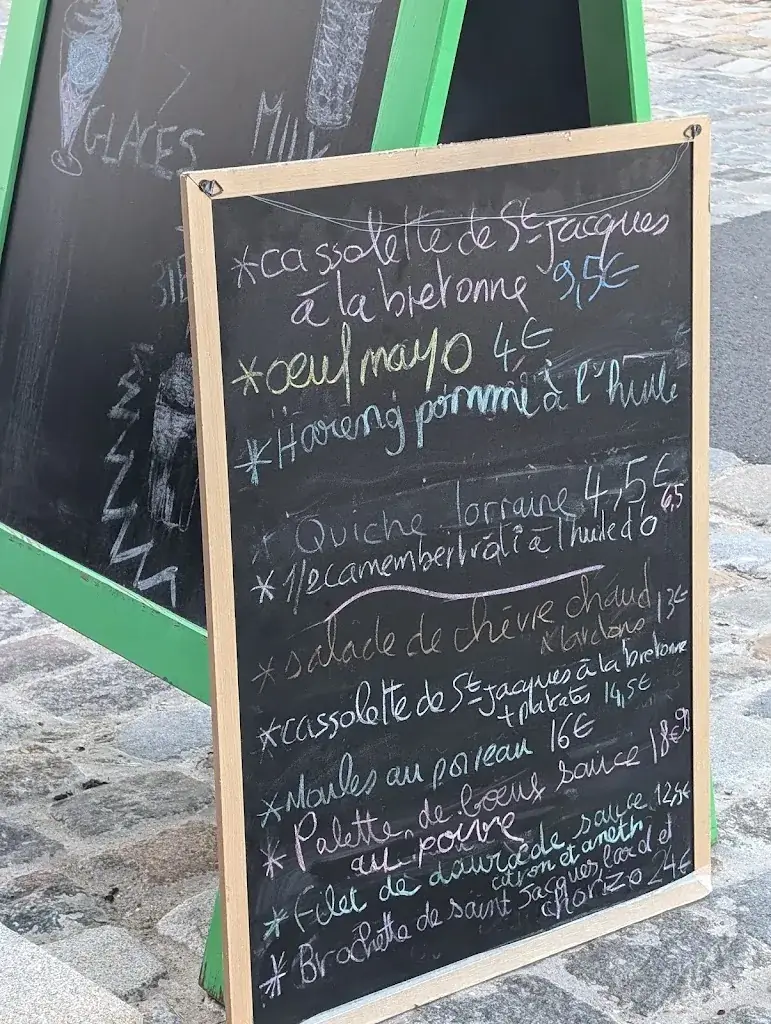 GLACES
MILK
*cassolette de St-Jacques
à la bretonne 9,5€
*oeuf mayo 4€
*Hareng pomme à l'huile
* Quiche lorraine 4,5€
* 1/2 camembert rôti à l'huile d'o 6,5
* salade de chèvre chaud 13€
& lardons
*cassolette de St-Jacques à la bretonne
+ patates 14,5€
* Moules au poireau 16€
* Palette de boeuf sauce 18€
au poivre
* Filet de daurade sauce 12,5€
citron et aneth
* Brochette de saint Jacques, lard et
chorizo 24€